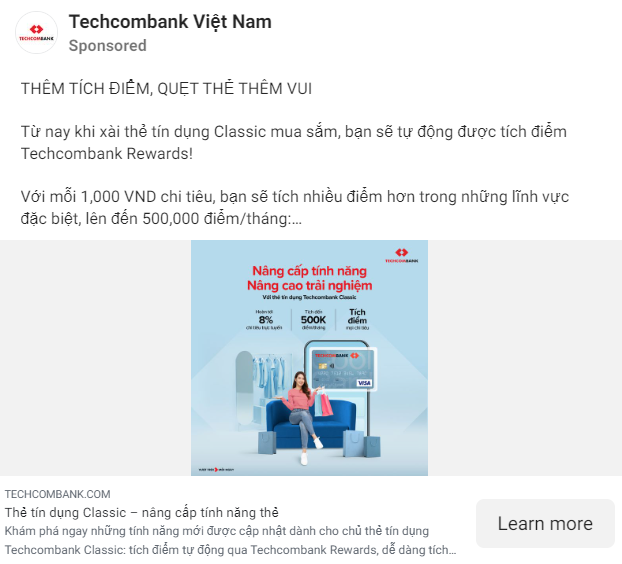 Techcombank Việt Nam
Sponsored
THÊM TÍCH ĐIỂM, QUẸT THẺ THÊM VUI
Từ nay khi xài thẻ tín dụng Classic mua sắm, bạn sẽ tự động được tích điểm
Techcombank Rewards!
Với mỗi 1,000 VND chi tiêu, bạn sẽ tích nhiều điểm hơn trong những lĩnh vực
đặc biệt, lên đến 500,000 điểm/tháng:...
TECHCOMBANK
TECHCOMBANK
Nâng cấp tính năng
Nâng cao trải nghiệm
Với thẻ tín dụng Techcombank Classic
Hoàn tới
8%
chi tiêu trực tuyến
Tích đến
500K
điểm/tháng
Tích
điểm
mọi chi tiêu
TECHCOMBANK
VISA
TECHCOMBANK.COM
Thẻ tín dụng Classic – nâng cấp tính năng thẻ
Khám phá ngay những tính năng mới được cập nhật dành cho chủ thẻ tín dụng
Techcombank Classic: tích điểm tự động qua Techcombank Rewards, dễ dàng tích...
Learn more